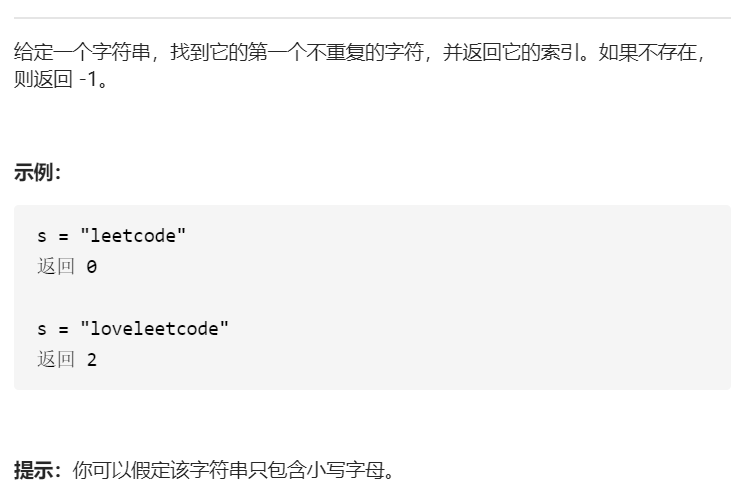 给定一个字符串，找到它的第一个不重复的字符，并返回它的索引。如果不存在，
则返回 -1。
示例：
s = "leetcode"
返回 0
s = "loveleetcode"
返回 2
提示：你可以假定该字符串只包含小写字母。